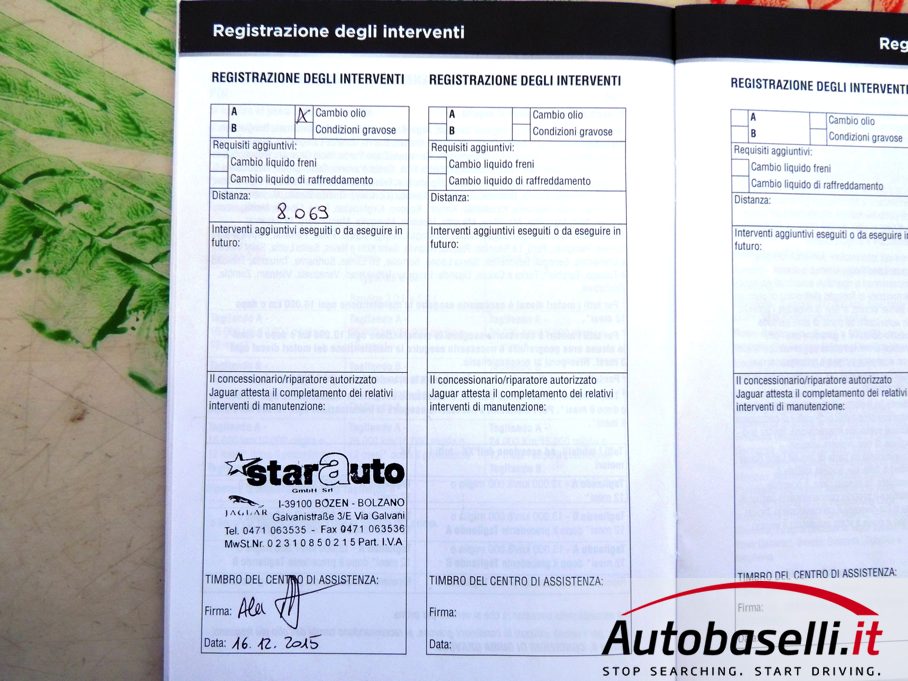 Registrazione degli interventi
Reg
REGISTRAZIONE DEGLI INTERVENTI
A
X Cambio olio
B
Condizioni gravose
Requisiti aggiuntivi:
Cambio liquido freni
Cambio liquido di raffreddamento
Distanza:
8.069
Interventi aggiuntivi eseguiti o da eseguire in
futuro:
Il concessionario/riparatore autorizzato
Jaguar attesta il completamento dei relativi
interventi di manutenzione:
starauto
GmbH Srl
JAGUAR
I-39100 BOZEN - BOLZANO
Galvanistraße 3/E Via Galvani
Tel. 0471 063535 - Fax 0471 063536
MwSt.Nr. 02310850215 Part. I.V.A
TIMBRO DEL CENTRO DI ASSISTENZA:
Firma:
Data: 16.12.2015
REGISTRAZIONE DEGLI INTERVENTI
A
Cambio olio
B
Condizioni gravose
Requisiti aggiuntivi:
Cambio liquido freni
Cambio liquido di raffreddamento
Distanza:
Interventi aggiuntivi eseguiti o da eseguire in
futuro:
Il concessionario/riparatore autorizzato
Jaguar attesta il completamento dei relativi
interventi di manutenzione:
TIMBRO DEL CENTRO DI ASSISTENZA:
Firma:
Data:
REGISTRAZIONE DEGLI INTERVENTI
A
Cambio olio
B
Condizioni gravose
Requisiti aggiuntivi:
Cambio liquido freni
Cambio liquido di raffreddamento
Distanza:
Interventi aggiuntivi eseguiti o da eseguire in
futuro:
Il concessionario/riparatore autorizzato
Jaguar attesta il completamento dei relativi
interventi di manutenzione:
TIMBRO DEL CENTRO DI ASSISTENZA:
Firma:
Autobaselli.it
STOP SEARCHING. START DRIVING.